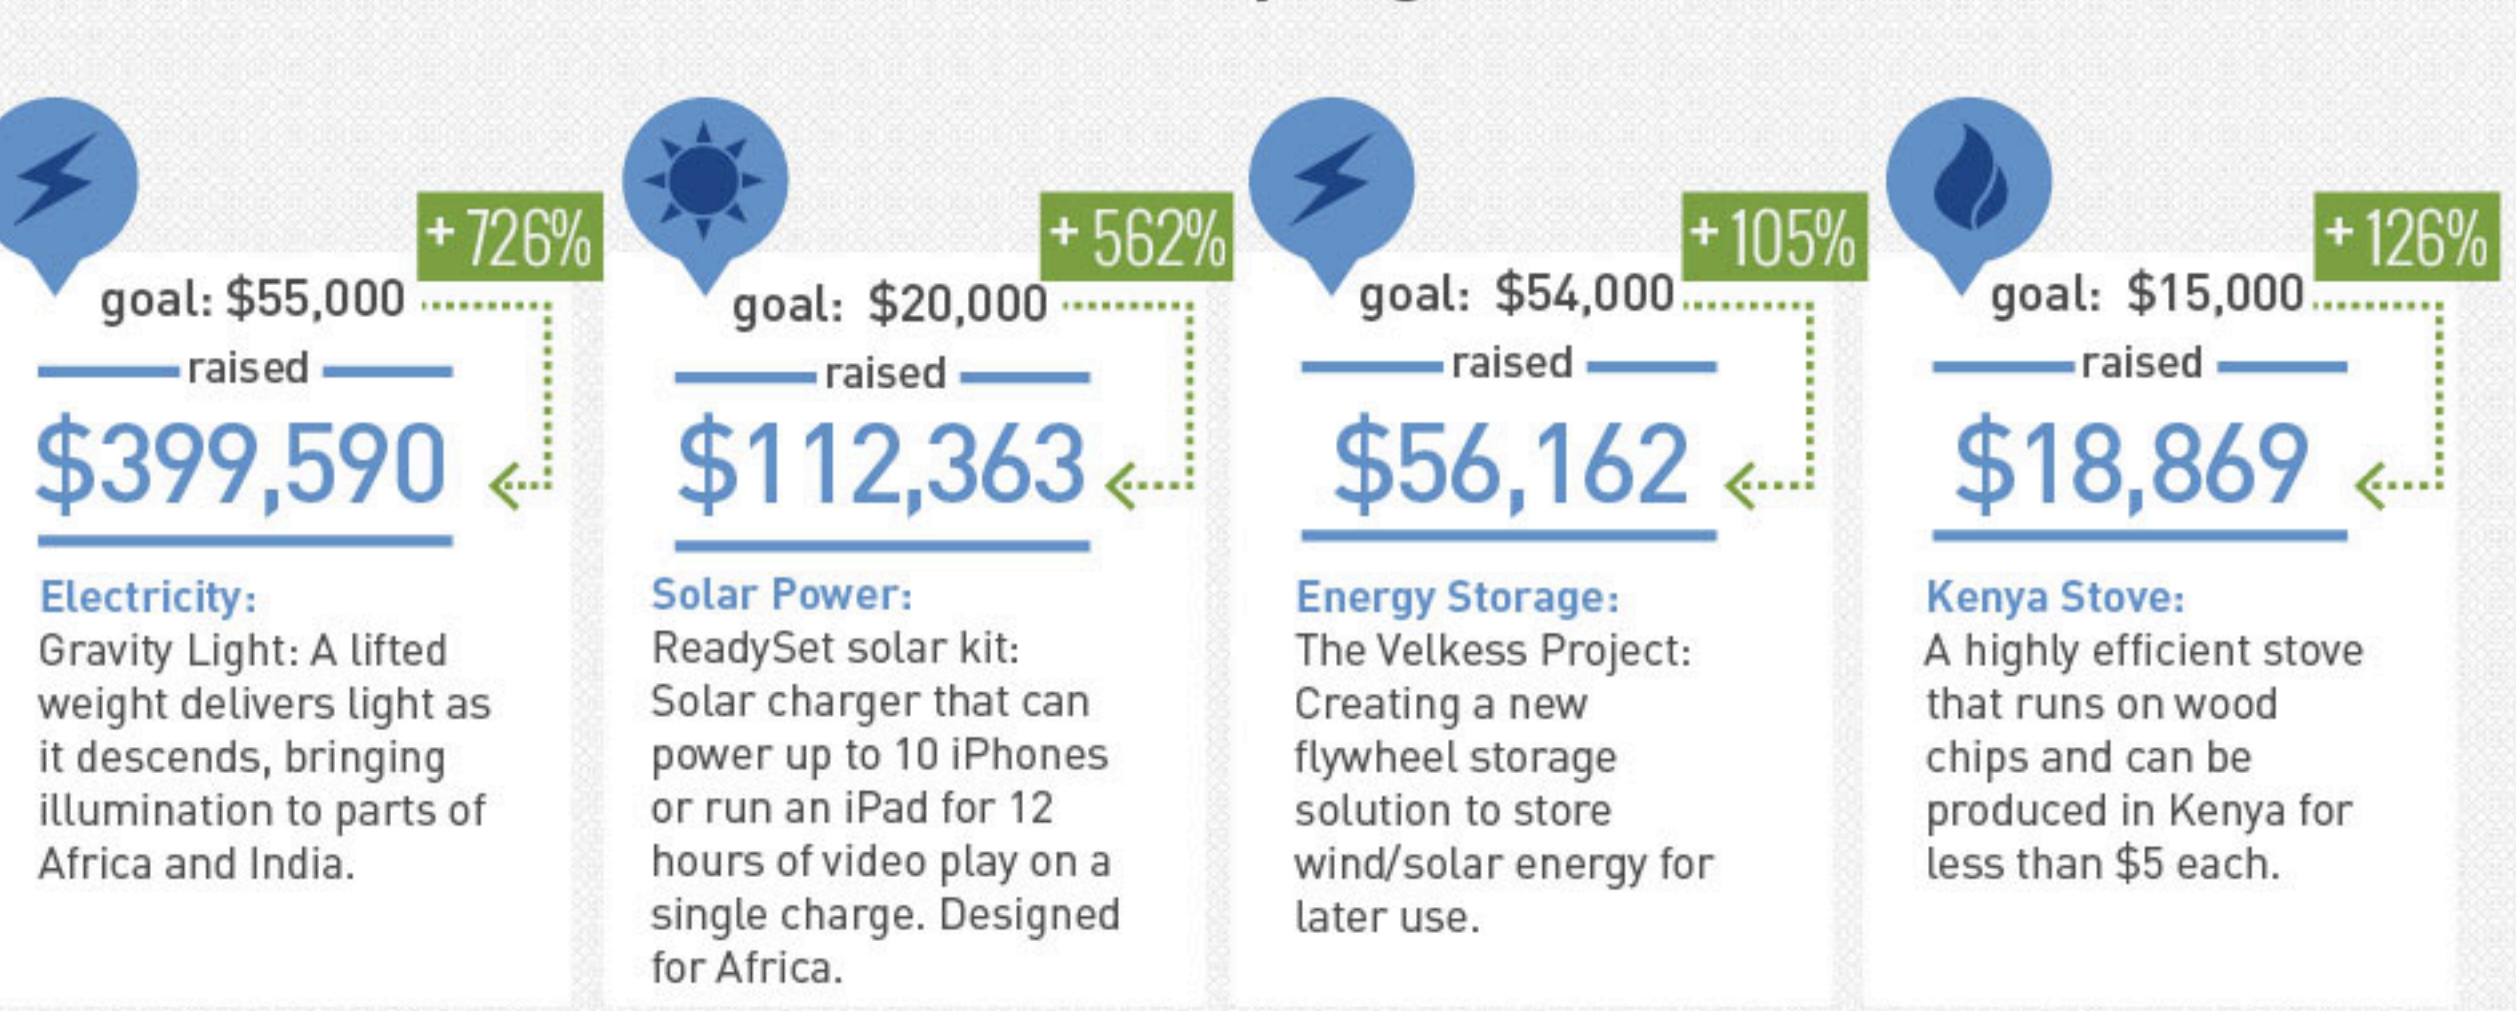 + 726%
goal: $55,000
raised
$399,590
Electricity:
Gravity Light: A lifted
weight delivers light as
it descends, bringing
illumination to parts of
Africa and India.
+ 562%
goal: $20,000
raised
$112,363
Solar Power:
ReadySet solar kit:
Solar charger that can
power up to 10 iPhones
or run an iPad for 12
hours of video play on a
single charge. Designed
for Africa.
+ 105%
goal: $54,000
raised
$56,162
Energy Storage:
The Velkess Project:
Creating a new
flywheel storage
solution to store
wind/solar energy for
later use.
+ 126%
goal: $15,000
raised
$18,869
Kenya Stove:
A highly efficient stove
that runs on wood
chips and can be
produced in Kenya for
less than $5 each.